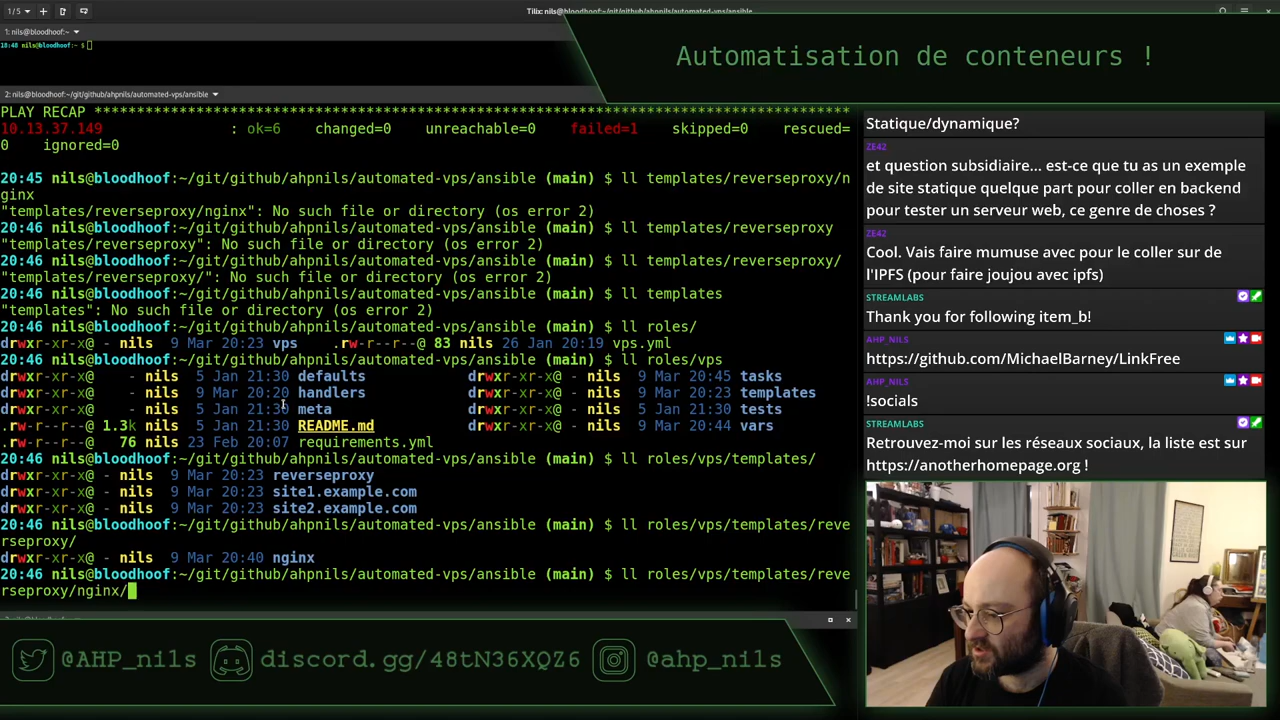 1/5
Tilix: nils@bloodhoof:~/git/github/ahpnils/automated-vps/ansible
1: nils@bloodhoof:~
18:48 nils@bloodhoof:~ $
Automatisation de conteneurs !
2: nils@bloodhoof:~/git/github/ahpnils/automated-vps/ansible
PLAY RECAP *************************************************************************
10.13.37.149               : ok=6    changed=0    unreachable=0    failed=1    skipped=0    rescued=
0    ignored=0
20:45 nils@bloodhoof:~/git/github/ahpnils/automated-vps/ansible (main) $ ll templates/reverseproxy/n
ginx
"templates/reverseproxy/nginx": No such file or directory (os error 2)
20:46 nils@bloodhoof:~/git/github/ahpnils/automated-vps/ansible (main) $ ll templates/reverseproxy
"templates/reverseproxy": No such file or directory (os error 2)
20:46 nils@bloodhoof:~/git/github/ahpnils/automated-vps/ansible (main) $ ll templates/reverseproxy/
"templates/reverseproxy/": No such file or directory (os error 2)
20:46 nils@bloodhoof:~/git/github/ahpnils/automated-vps/ansible (main) $ ll templates
"templates": No such file or directory (os error 2)
20:46 nils@bloodhoof:~/git/github/ahpnils/automated-vps/ansible (main) $ ll roles/
drwxr-xr-x@ - nils  9 Mar 20:23 vps    .rw-r--r--@ 83 nils 26 Jan 20:19 vps.yml
20:46 nils@bloodhoof:~/git/github/ahpnils/automated-vps/ansible (main) $ ll roles/vps
drwxr-xr-x@    - nils  5 Jan 21:30 defaults            drwxr-xr-x@ - nils  9 Mar 20:45 tasks
drwxr-xr-x@    - nils  9 Mar 20:20 handlers            drwxr-xr-x@ - nils  9 Mar 20:23 templates
drwxr-xr-x@    - nils  5 Jan 21:30 meta                drwxr-xr-x@ - nils  5 Jan 21:30 tests
.rw-r--r--@ 1.3k nils  5 Jan 21:30 README.md           drwxr-xr-x@ - nils  9 Mar 20:44 vars
.rw-r--r--@   76 nils 23 Feb 20:07 requirements.yml
20:46 nils@bloodhoof:~/git/github/ahpnils/automated-vps/ansible (main) $ ll roles/vps/templates/
drwxr-xr-x@ - nils  9 Mar 20:23 reverseproxy
drwxr-xr-x@ - nils  9 Mar 20:23 site1.example.com
drwxr-xr-x@ - nils  9 Mar 20:23 site2.example.com
20:46 nils@bloodhoof:~/git/github/ahpnils/automated-vps/ansible (main) $ ll roles/vps/templates/reve
rseproxy/
drwxr-xr-x@ - nils  9 Mar 20:40 nginx
20:46 nils@bloodhoof:~/git/github/ahpnils/automated-vps/ansible (main) $ ll roles/vps/templates/reve
rseproxy/nginx/
Statique/dynamique?
ZE42
et question subsidiaire... est-ce que tu as un exemple
de site statique quelque part pour coller en backend
pour tester un serveur web, ce genre de choses ?
ZE42
Cool. Vais faire mumuse avec pour le coller sur de
l'IPFS (pour faire joujou avec ipfs)
STREAMLABS
Thank you for following item_b!
AHP_NILS
https://github.com/MichaelBarney/LinkFree
AHP_NILS
!socials
STREAMLABS
Retrouvez-moi sur les réseaux sociaux, la liste est sur
https://anotherhomepage.org !
@AHP_nils
discord.gg/48tN36XQZ6
@ahp_nils